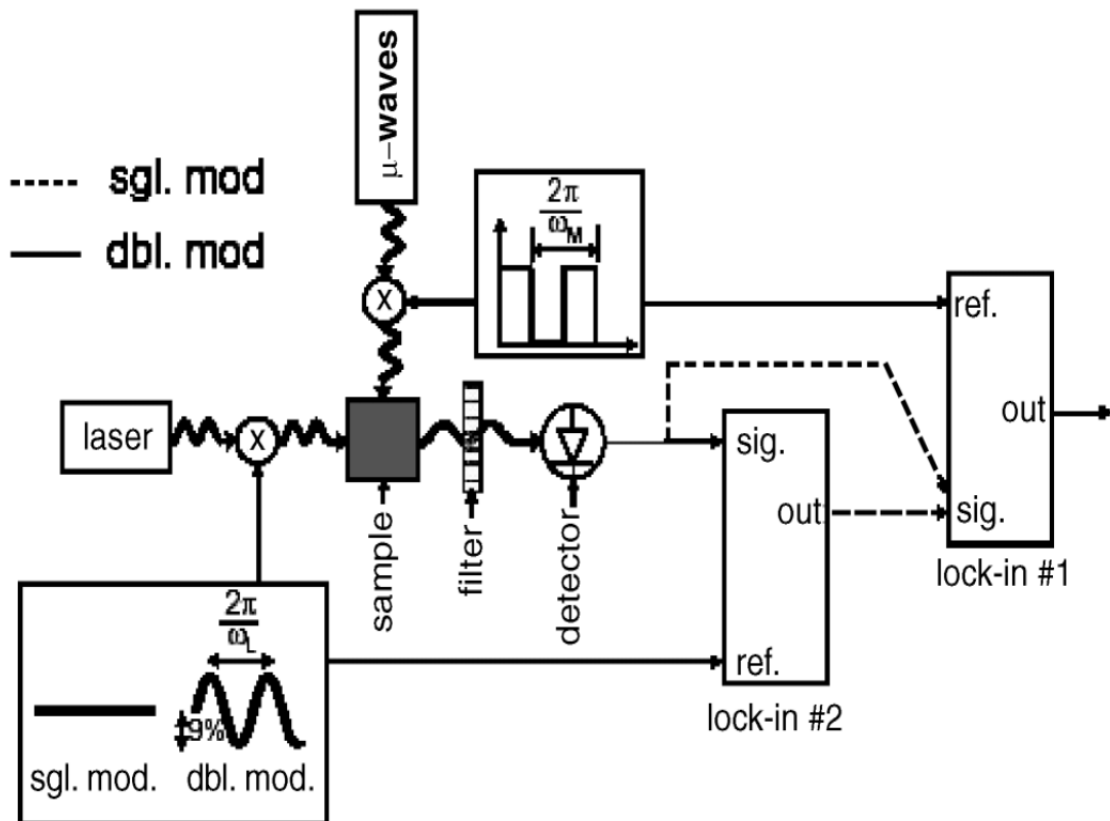 μ-waves
sgl. mod
dbl. mod
2π
ω_M
x
ref.
out
sig.
lock-in #1
laser
x
sig.
out
ref.
lock-in #2
sample
filter
detector
2π
ω_L
9%
sgl. mod.
dbl. mod.